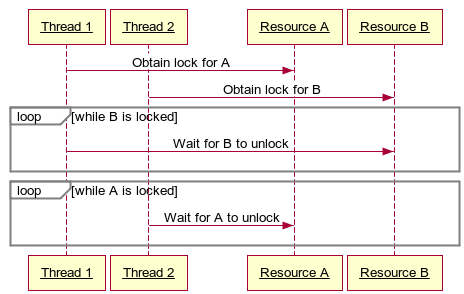 Thread 1 Thread 2 Resource A Resource B
Obtain lock for A
Obtain lock for B
loop [while B is locked]
Wait for B to unlock
loop [while A is locked]
Wait for A to unlock
Thread 1 Thread 2 Resource A Resource B